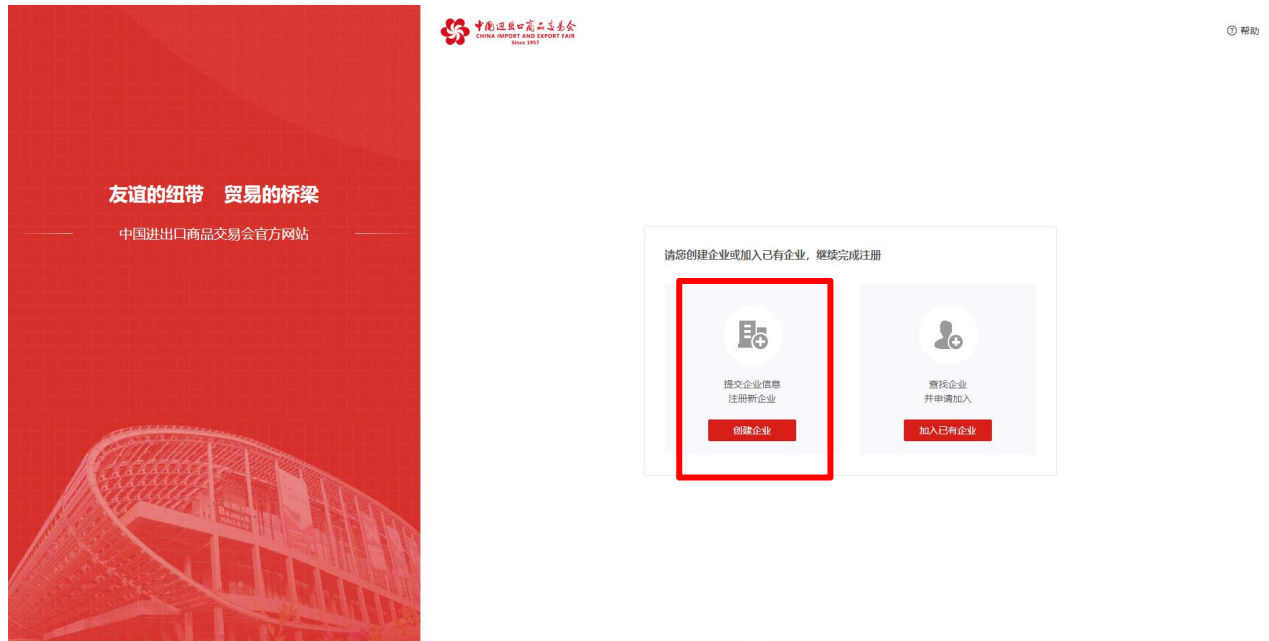 友谊的纽带 贸易的桥梁
中国进出口商品交易会官方网站
中国进出口商品交易会
CHINA IMPORT AND EXPORT FAIR
Since 1957
帮助
请您创建企业或加入已有企业，继续完成注册
提交企业信息
注册新企业
创建企业
查找企业
并申请加入
加入已有企业